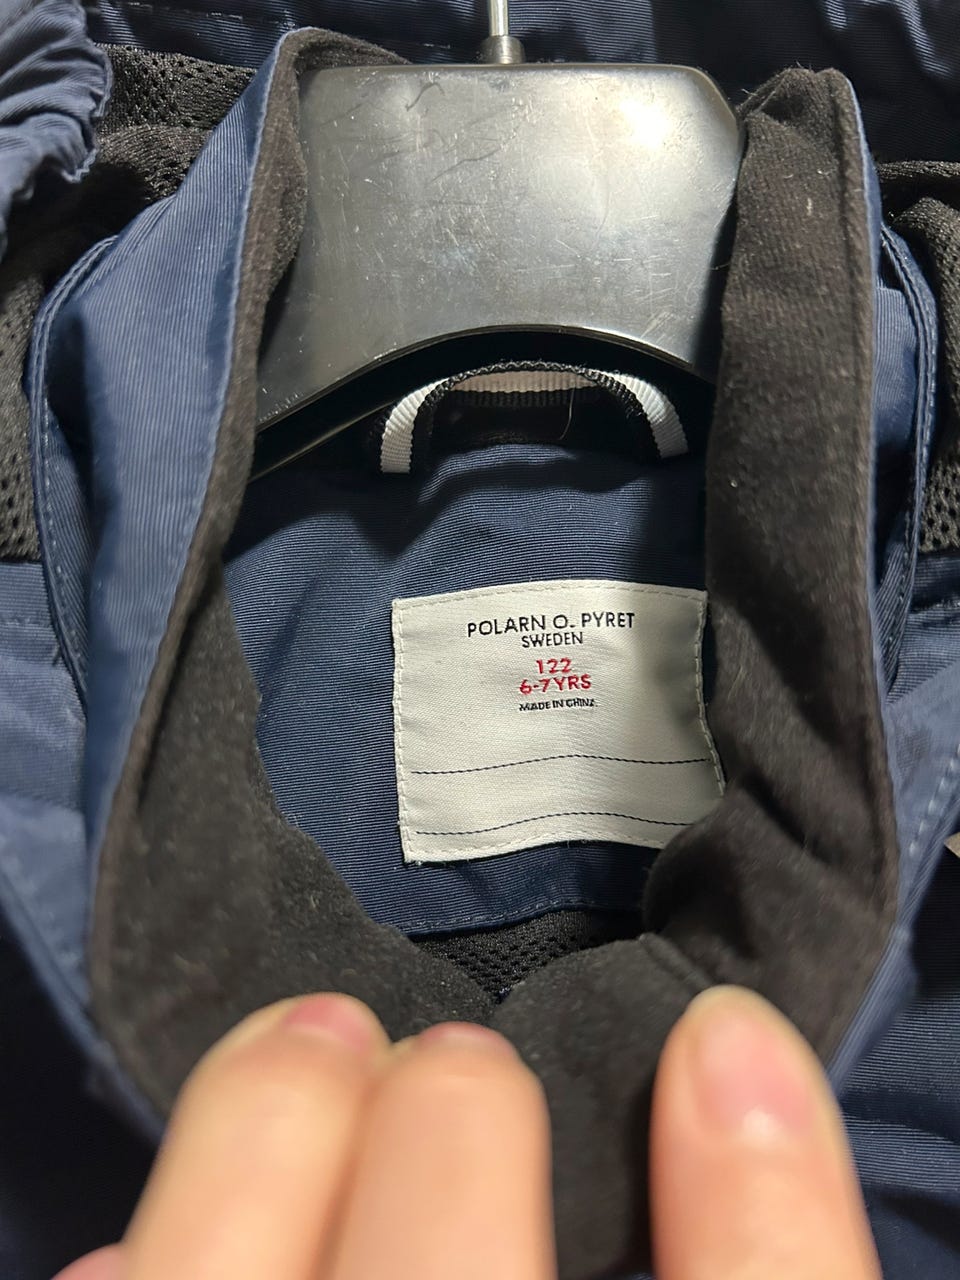 POLARN O. PYRET
SWEDEN
122
6-7YRS
MADE IN CHINA